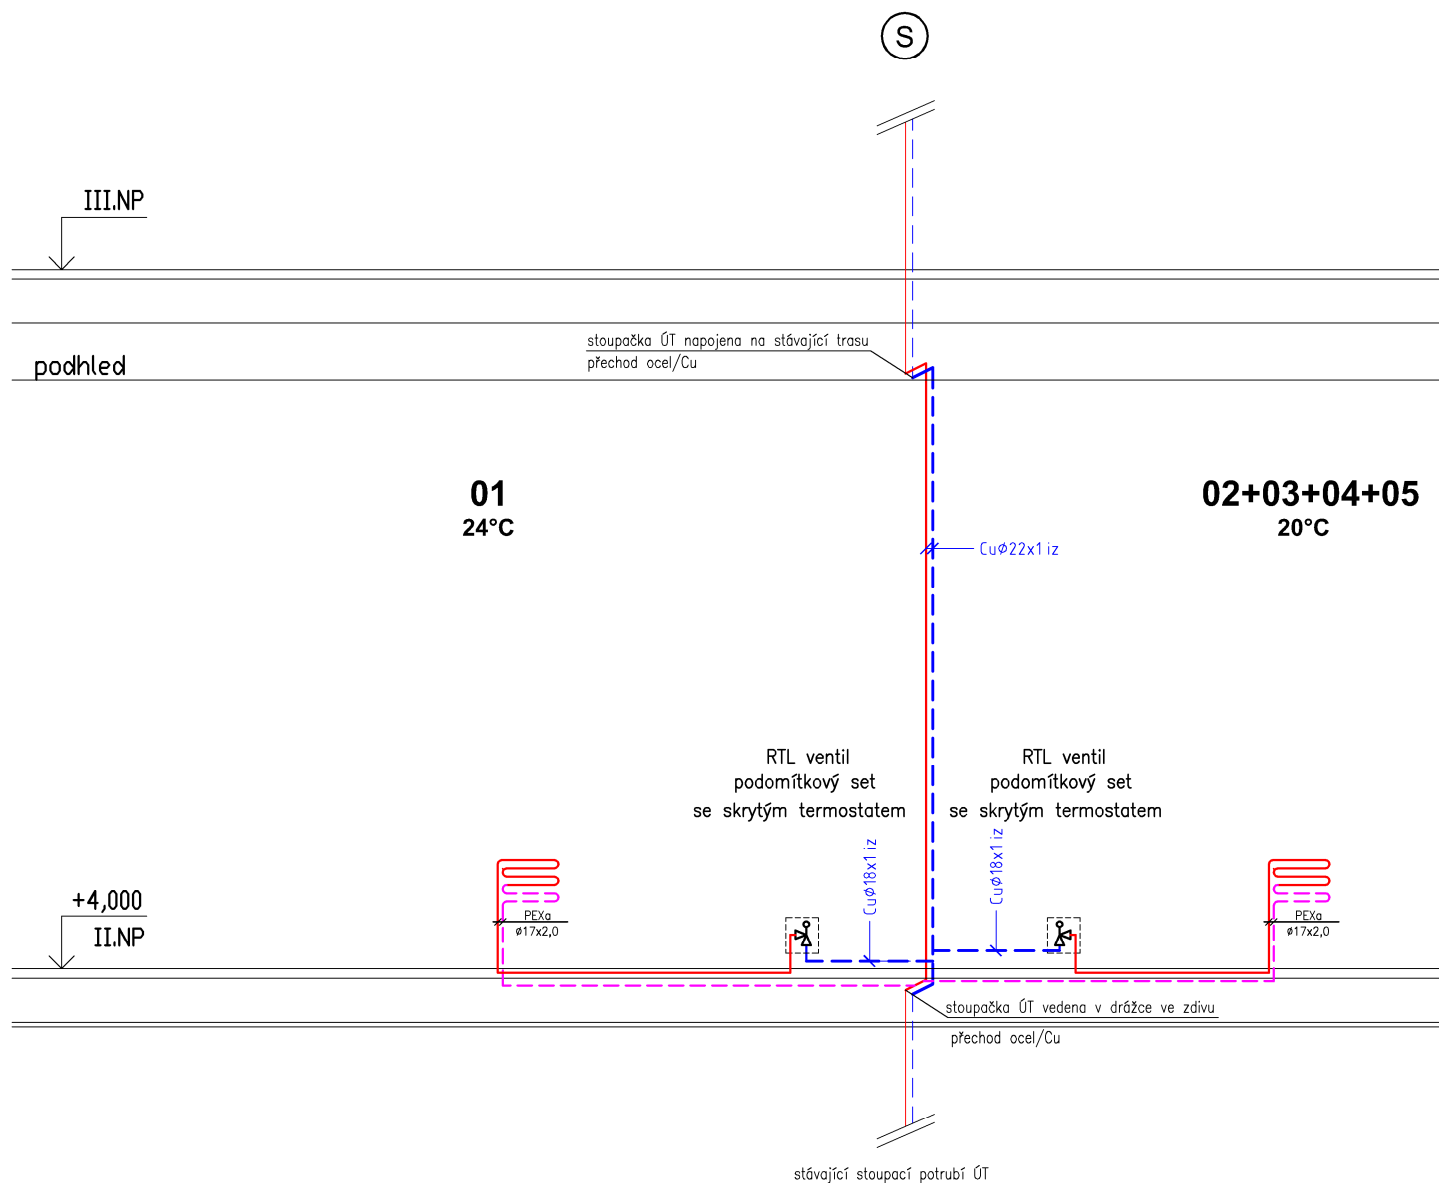 S
III.NP
stoupačka ÚT napojena na stávající trasu
přechod ocel/Cu
podhled
01
24°C
02+03+04+05
20°C
Cuø22x1 iz
RTL ventil
podomítkový set
se skrytým termostatem
RTL ventil
podomítkový set
se skrytým termostatem
Cuø18x1 iz
Cuø18x1 iz
+4,000
II.NP
PEXa
ø17x2,0
PEXa
ø17x2,0
stoupačka ÚT vedena v drážce ve zdivu
přechod ocel/Cu
stávající stoupací potrubí ÚT